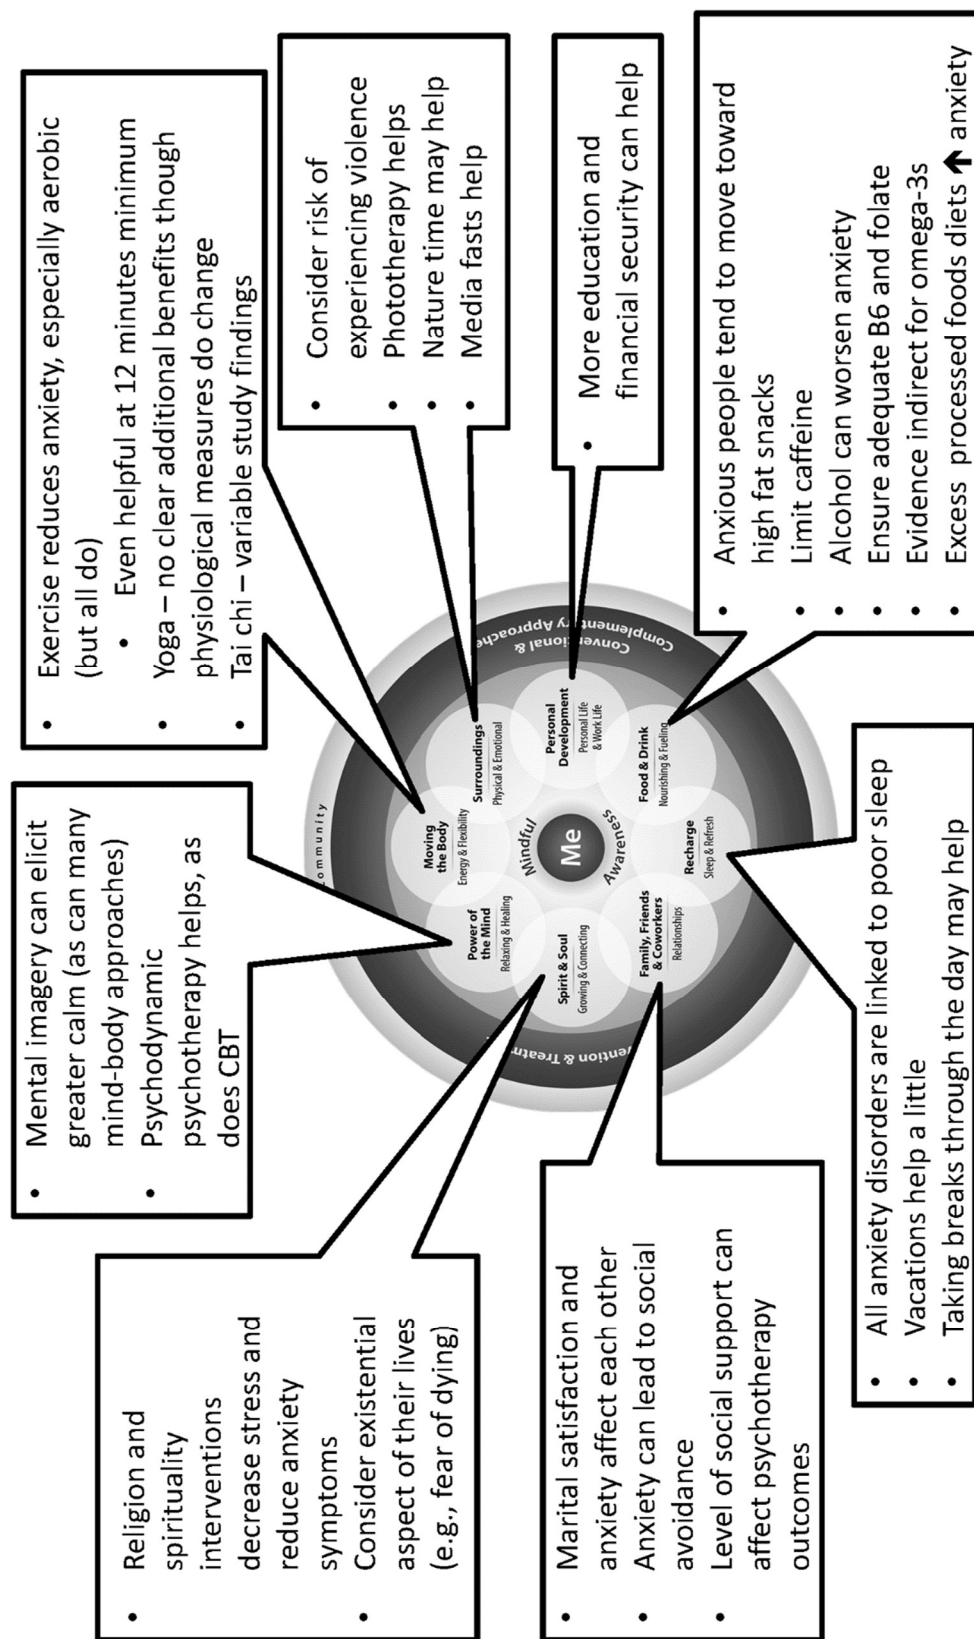 • Mental imagery can elicit
greater calm (as can many
mind-body approaches)
• Psychodynamic
psychotherapy helps, as
does CBT
• Exercise reduces anxiety, especially aerobic
(but all do)
• Even helpful at 12 minutes minimum
• Yoga – no clear additional benefits though
physiological measures do change
• Tai chi – variable study findings
• Religion and
spirituality
interventions
decrease stress and
reduce anxiety
symptoms
• Consider existential
aspect of their lives
(e.g., fear of dying)
• Consider risk of
experiencing violence
• Phototherapy helps
• Nature time may help
• Media fasts help
• More education and
financial security can help
• Marital satisfaction and
anxiety affect each other
• Anxiety can lead to social
avoidance
• Level of social support can
affect psychotherapy
outcomes
• Anxious people tend to move toward
high fat snacks
• Limit caffeine
• Alcohol can worsen anxiety
• Ensure adequate B6 and folate
• Evidence indirect for omega-3s
• Excess processed foods diets ↑ anxiety
• All anxiety disorders are linked to poor sleep
• Vacations help a little
• Taking breaks through the day may help
ommunity
Conventional &
Complementary Approache
ention & Treatm
Moving
the Body
Energy & Flexibility
Surroundings
Physical & Emotional
Personal
Development
Personal Life
& Work Life
Food & Drink
Nourishing & Fueling
Recharge
Sleep & Refresh
Family, Friends
& Coworkers
Relationships
Spirit & Soul
Growing & Connecting
Power of
the Mind
Relaxing & Healing
Mindful
Awareness
Me